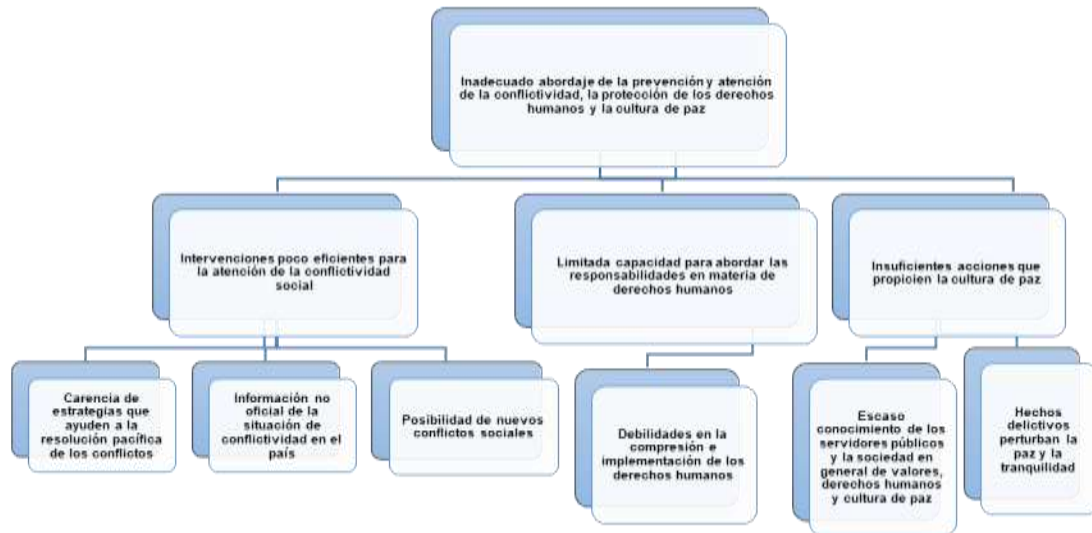 Inadecuado abordaje de la prevención y atención
de la conflictividad, la protección de los derechos
humanos y la cultura de paz
Intervenciones poco eficientes para
la atención de la conflictividad
social
Limitada capacidad para abordar las
responsabilidades en materia de
derechos humanos
Insuficientes acciones que
propicien la cultura de paz
Carencia de
estrategias que
ayuden a la
resolución pacífica
de los conflictos
Información no
oficial de la
situación de
conflictividad en el
país
Posibilidad de nuevos
conflictos sociales
Debilidades en la
compresión e
implementación de los
derechos humanos
Escaso
conocimiento de los
servidores públicos
y la sociedad en
general de valores,
derechos humanos
y cultura de paz
Hechos
delictivos
perturban la
paz y la
tranquilidad